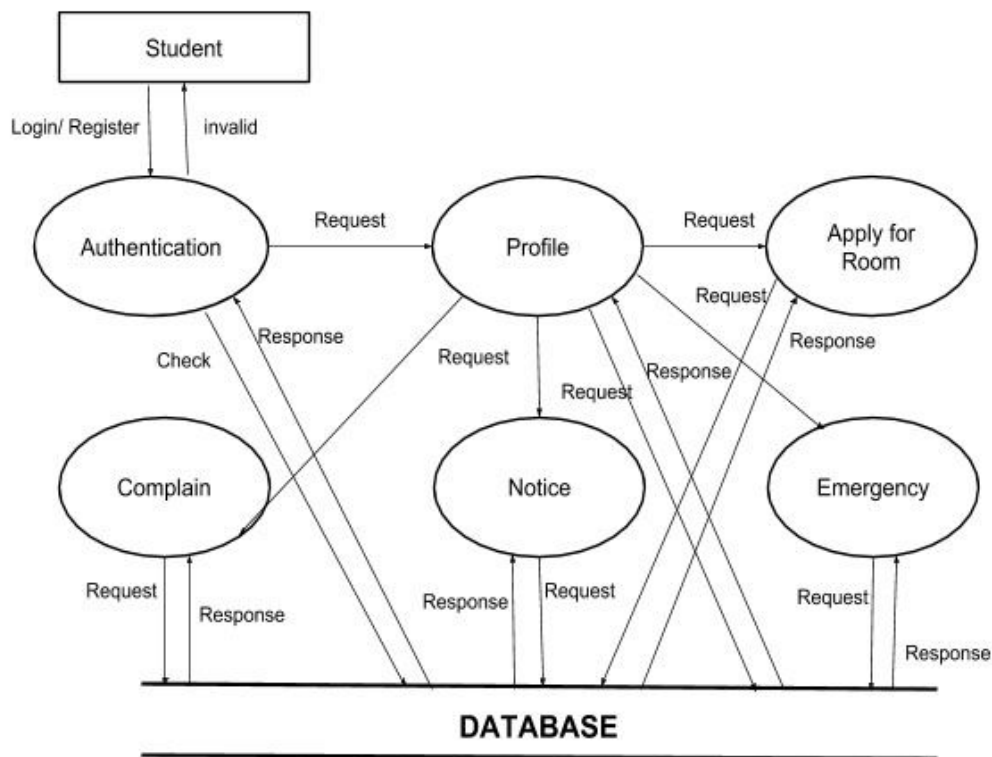 Student
Login/ Register
invalid
Authentication
Request
Profile
Request
Apply for
Room
Request
Response
Check
Request
Request
Response
Response
Complain
Notice
Emergency
Request
Response
Response
Request
Request
Response
DATABASE